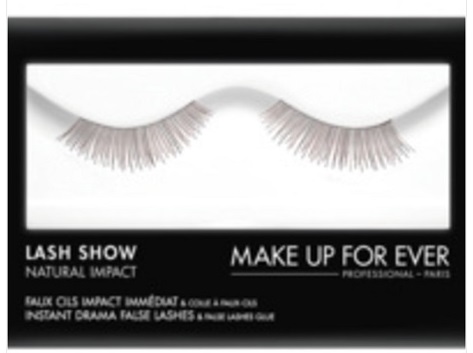 LASH SHOW
NATURAL IMPACT
MAKE UP FOR EVER
PROFESSIONAL – PARIS
FAUX CILS IMPACT IMMÉDIAT & COLLE À FAUX-CILS
INSTANT DRAMA FALSE LASHES & FALSE LASHES GLUE